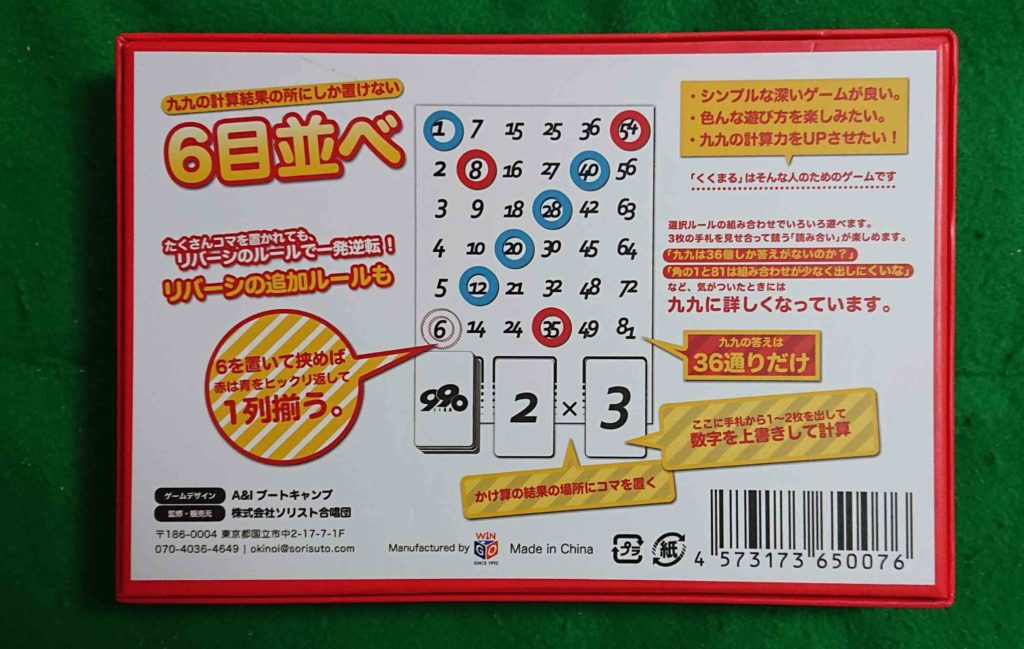 九九の計算結果の所にしか置けない
6目並べ
たくさんコマを置かれても、
リバーシのルールで一発逆転！
リバーシの追加ルールも
6を置いて挟めば
赤は青をヒックリ返して
1列揃う。
1 7 15 25 36 54
2 8 16 27 40 56
3 9 18 28 42 63
4 10 20 30 45 64
5 12 21 32 48 72
6 14 24 35 49 81
990
2 × 3
・シンプルな深いゲームが良い。
・色んな遊び方を楽しみたい。
・九九の計算力をUPさせたい！
「くくまる」はそんな人のためのゲームです
選択ルールの組み合わせでいろいろ遊べます。
3枚の手札を見せ合って競う「読み合い」が楽しめます。
「九九は36個しか答えがないのか？」
「角の1と81は組み合わせが少なく出しにくいな」
など、気がついたときには
九九に詳しくなっています。
九九の答えは
36通りだけ
ここに手札から1～2枚を出して
数字を上書きして計算
かけ算の結果の場所にコマを置く
ゲームデザイン A&I ブートキャンプ
監修・販売元 株式会社ソリスト合唱団
〒186-0004 東京都国立市中2-17-7-1F
070-4036-4649 | okinoi@sorisuto.com
Manufactured by WiN GO SINCE 1992 Made in China
プラ 紙
4 573173 650076